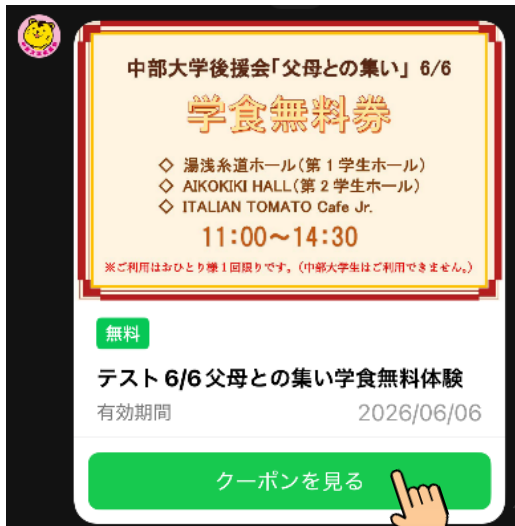 中部大学後援会「父母との集い」 6/6
学食無料券
◇ 湯浅糸道ホール(第1学生ホール)
◇ AIKOKIKI HALL(第2学生ホール)
◇ ITALIAN TOMATO Cafe Jr.
11:00～14:30
※ご利用はおひとり様1回限りです。(中部大学生はご利用できません。)
無料
テスト 6/6 父母との集い学食無料体験
有効期間 2026/06/06
クーポンを見る